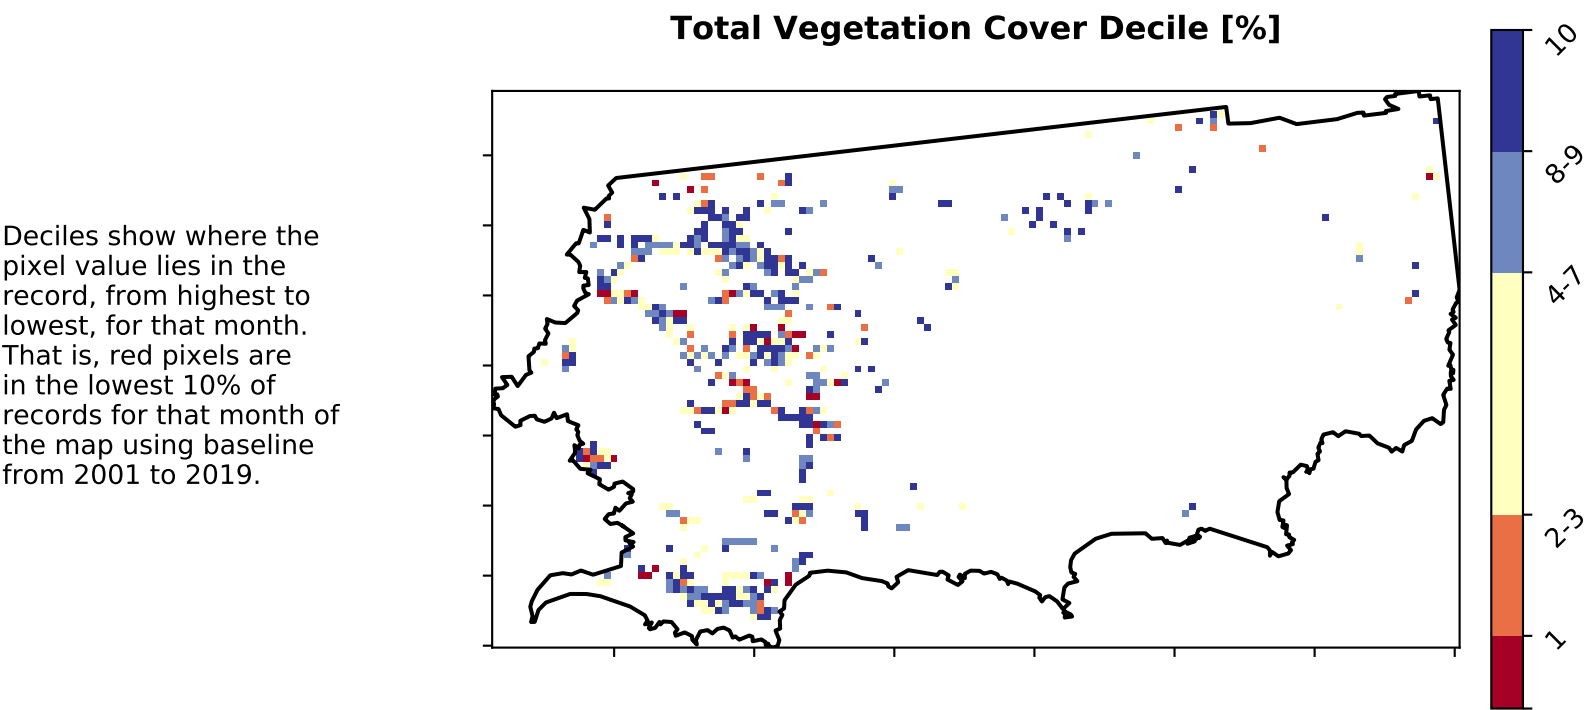 Total Vegetation Cover Decile [%]
Deciles show where the
pixel value lies in the
record, from highest to
lowest, for that month.
That is, red pixels are
in the lowest 10% of
records for that month of
the map using baseline
from 2001 to 2019.
10
8-9
4-7
2-3
1